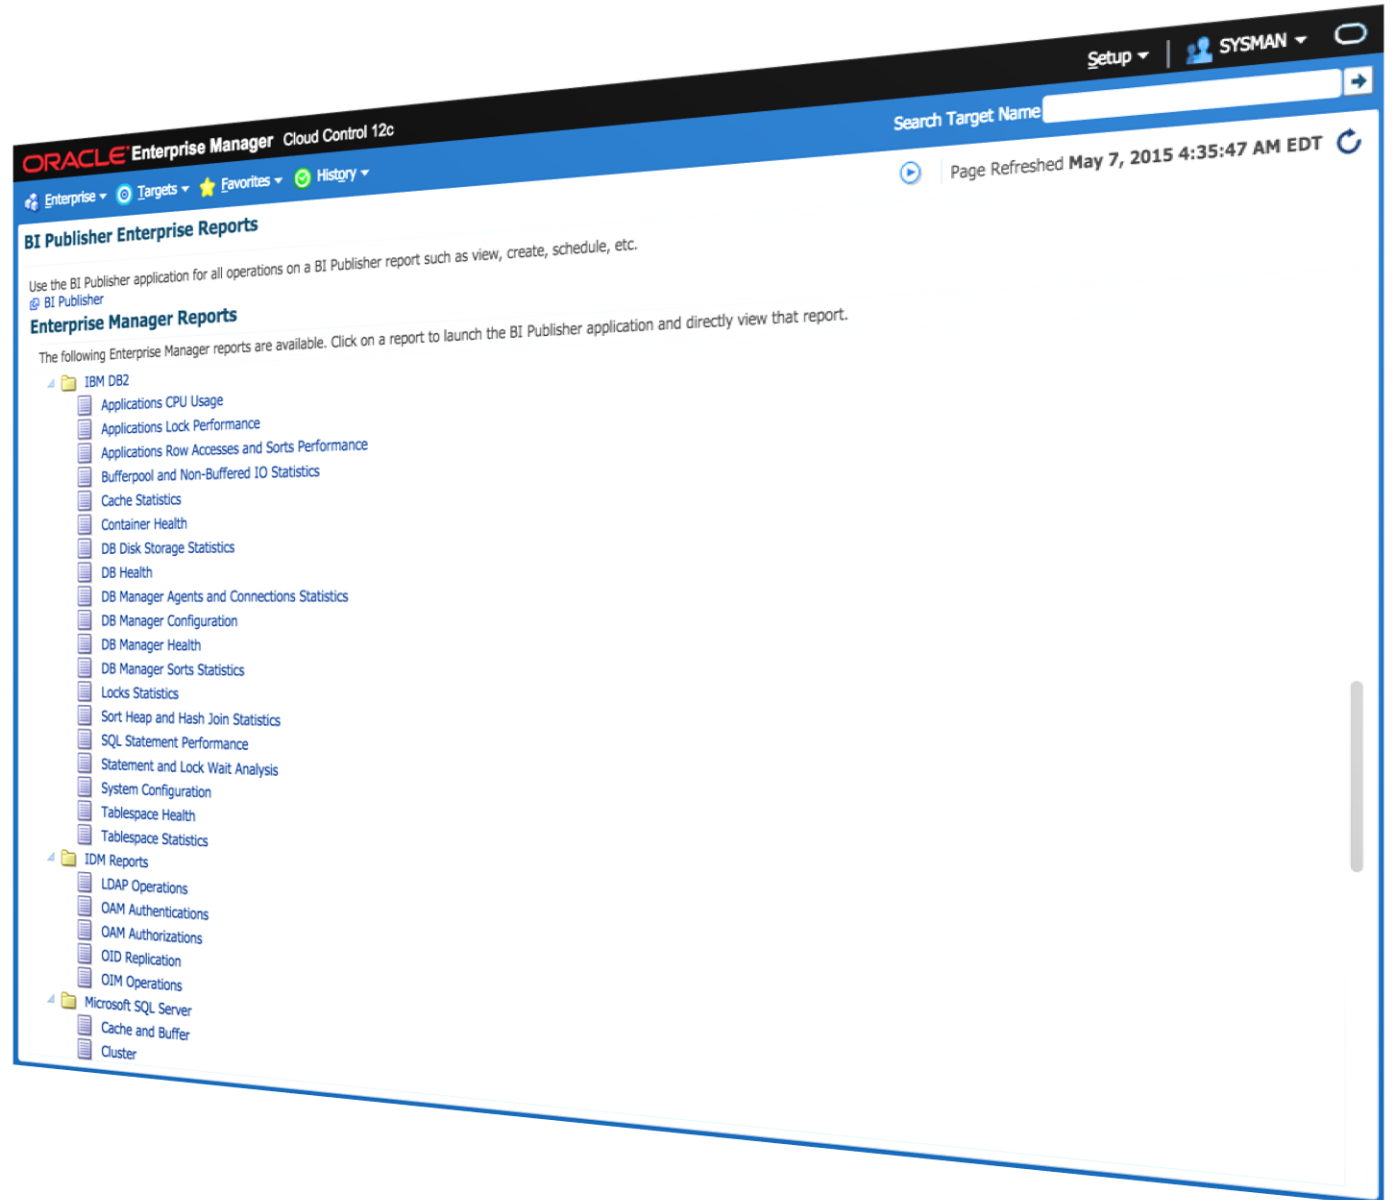 Setup
SYSMAN
ORACLE Enterprise Manager Cloud Control 12c
Enterprise Targets Favorites History
Search Target Name
Page Refreshed May 7, 2015 4:35:47 AM EDT
BI Publisher Enterprise Reports
Use the BI Publisher application for all operations on a BI Publisher report such as view, create, schedule, etc.
BI Publisher
Enterprise Manager Reports
The following Enterprise Manager reports are available. Click on a report to launch the BI Publisher application and directly view that report.
IBM DB2
Applications CPU Usage
Applications Lock Performance
Applications Row Accesses and Sorts Performance
Bufferpool and Non-Buffered IO Statistics
Cache Statistics
Container Health
DB Disk Storage Statistics
DB Health
DB Manager Agents and Connections Statistics
DB Manager Configuration
DB Manager Health
DB Manager Sorts Statistics
Locks Statistics
Sort Heap and Hash Join Statistics
SQL Statement Performance
Statement and Lock Wait Analysis
System Configuration
Tablespace Health
Tablespace Statistics
IDM Reports
LDAP Operations
OAM Authentications
OAM Authorizations
OID Replication
OIM Operations
Microsoft SQL Server
Cache and Buffer
Cluster